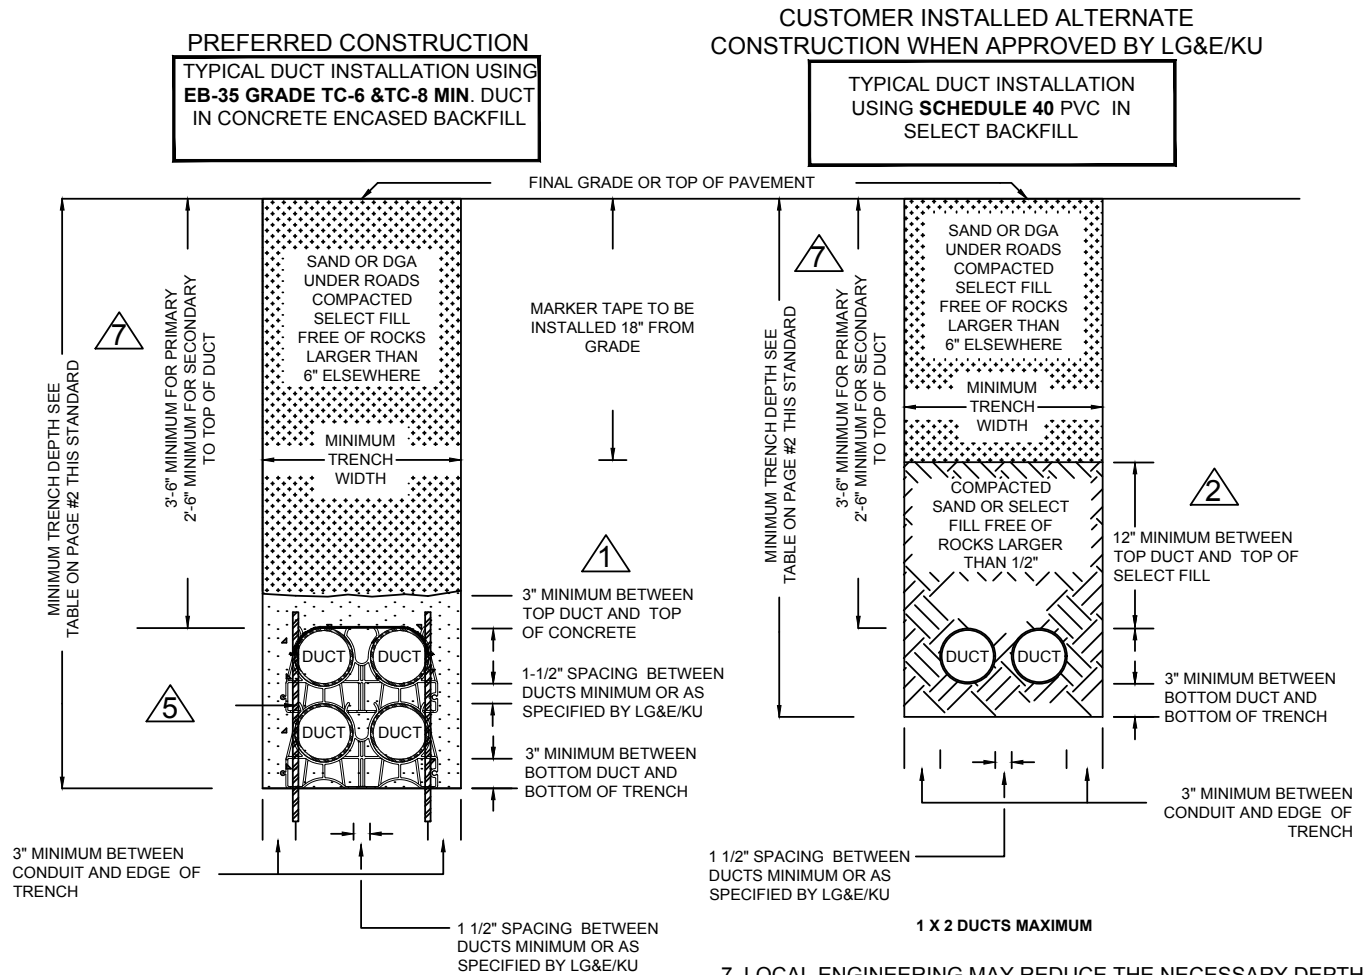 PREFERRED CONSTRUCTION
TYPICAL DUCT INSTALLATION USING
EB-35 GRADE TC-6 &TC-8 MIN. DUCT
IN CONCRETE ENCASED BACKFILL
CUSTOMER INSTALLED ALTERNATE
CONSTRUCTION WHEN APPROVED BY LG&E/KU
TYPICAL DUCT INSTALLATION
USING SCHEDULE 40 PVC IN
SELECT BACKFILL
FINAL GRADE OR TOP OF PAVEMENT
MINIMUM TRENCH DEPTH SEE
TABLE ON PAGE #2 THIS STANDARD
7
3'-6" MINIMUM FOR PRIMARY
2'-6" MINIMUM FOR SECONDARY
TO TOP OF DUCT
SAND OR DGA
UNDER ROADS
COMPACTED
SELECT FILL
FREE OF ROCKS
LARGER THAN
6" ELSEWHERE
MINIMUM
TRENCH
WIDTH
MARKER TAPE TO BE
INSTALLED 18" FROM
GRADE
1
3" MINIMUM BETWEEN
TOP DUCT AND TOP
OF CONCRETE
DUCT
DUCT
1-1/2" SPACING BETWEEN
DUCTS MINIMUM OR AS
SPECIFIED BY LG&E/KU
5
DUCT
DUCT
3" MINIMUM BETWEEN
BOTTOM DUCT AND
BOTTOM OF TRENCH
3" MINIMUM BETWEEN
CONDUIT AND EDGE OF
TRENCH
1 1/2" SPACING BETWEEN
DUCTS MINIMUM OR AS
SPECIFIED BY LG&E/KU
MINIMUM TRENCH DEPTH SEE
TABLE ON PAGE #2 THIS STANDARD
7
3'-6" MINIMUM FOR PRIMARY
2'-6" MINIMUM FOR SECONDARY
TO TOP OF DUCT
SAND OR DGA
UNDER ROADS
COMPACTED
SELECT FILL
FREE OF ROCKS
LARGER THAN
6" ELSEWHERE
MINIMUM
TRENCH
WIDTH
COMPACTED
SAND OR SELECT
FILL FREE OF
ROCKS LARGER
THAN 1/2"
2
12" MINIMUM BETWEEN
TOP DUCT AND TOP OF
SELECT FILL
DUCT
DUCT
3" MINIMUM BETWEEN
BOTTOM DUCT AND
BOTTOM OF TRENCH
3" MINIMUM BETWEEN
CONDUIT AND EDGE OF
TRENCH
1 1/2" SPACING BETWEEN
DUCTS MINIMUM OR AS
SPECIFIED BY LG&E/KU
1 X 2 DUCTS MAXIMUM
7. LOCAL ENGINEERING MAY REDUCE THE NECESSARY DEPTH